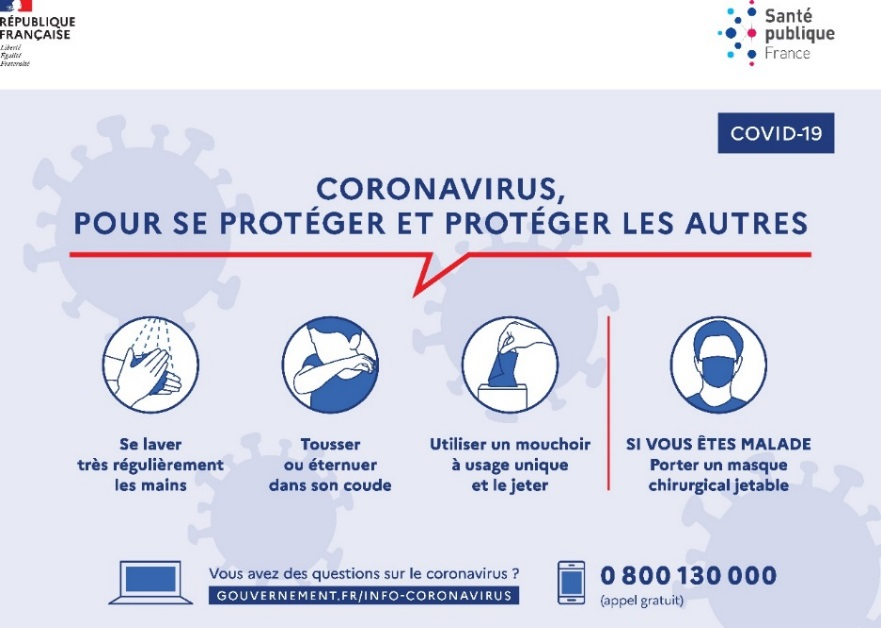 RÉPUBLIQUE
FRANÇAISE
Liberté
Égalité
Fraternité
Santé
publique
France
COVID-19
CORONAVIRUS,
POUR SE PROTÉGER ET PROTÉGER LES AUTRES
Se laver
très régulièrement
les mains
Tousser
ou éternuer
dans son coude
Utiliser un mouchoir
à usage unique
et le jeter
SI VOUS ÊTES MALADE
Porter un masque
chirurgical jetable
Vous avez des questions sur le coronavirus ?
GOUVERNEMENT.FR/INFO-CORONAVIRUS
0 800 130 000
(appel gratuit)